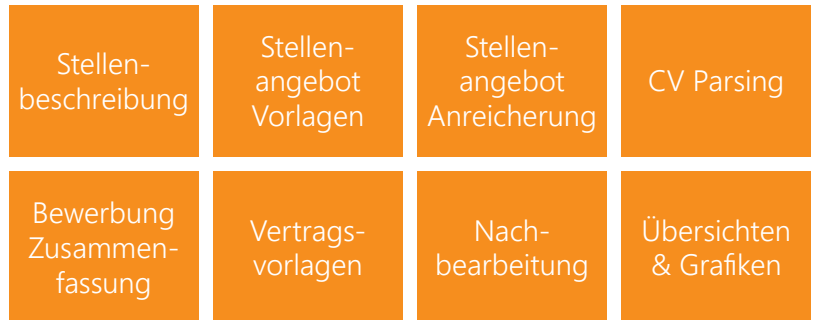 Stellen-
beschreibung
Stellen-
angebot
Vorlagen
Stellen-
angebot
Anreicherung
CV Parsing
Bewerbung
Zusammen-
fassung
Vertrags-
vorlagen
Nach-
bearbeitung
Übersichten
& Grafiken